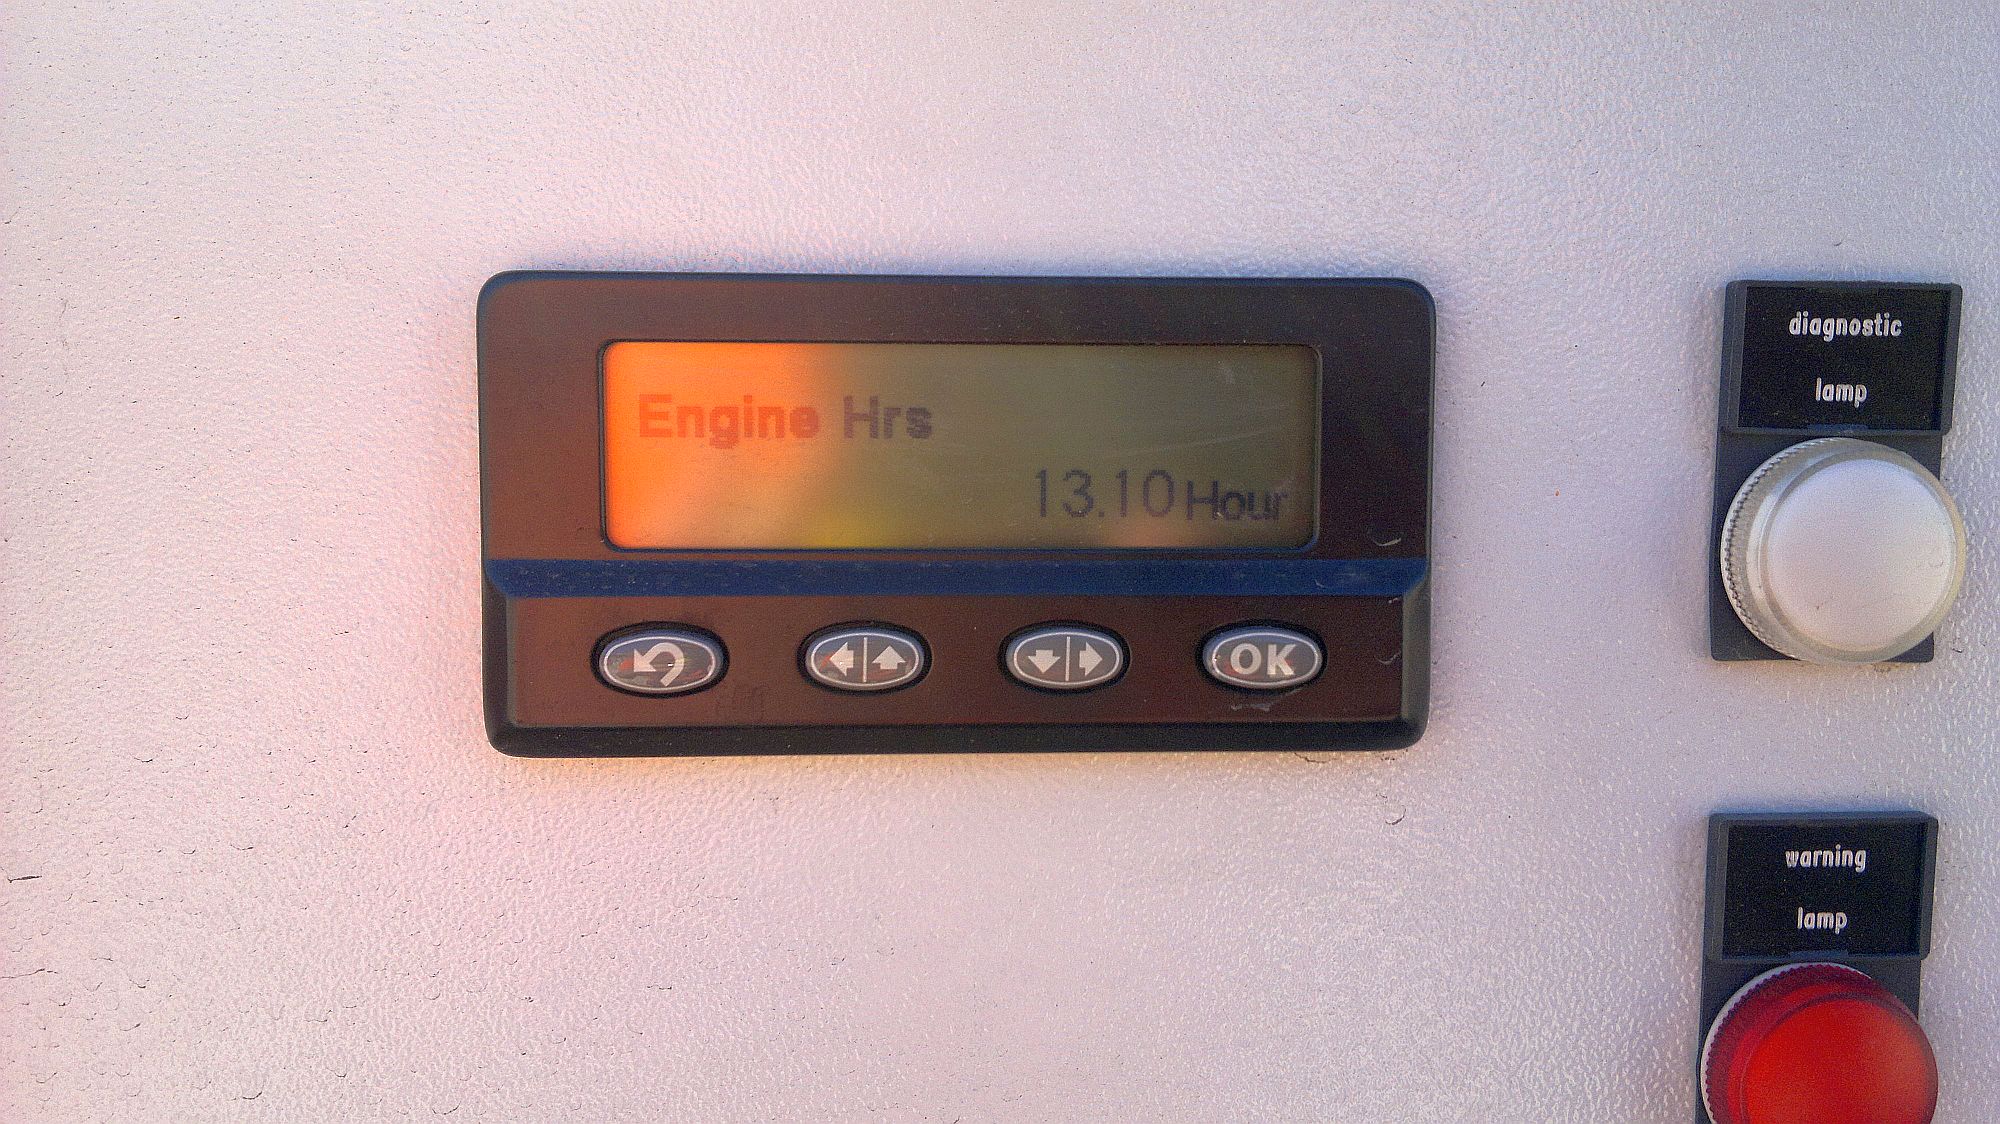 Engine Hrs
13.10 Hour
OK
diagnostic
lamp
warning
lamp